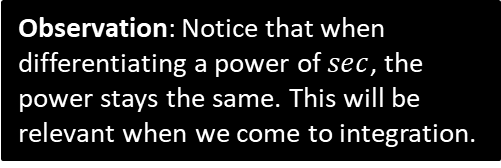 Observation: Notice that when
differentiating a power of sec, the
power stays the same. This will be
relevant when we come to integration.